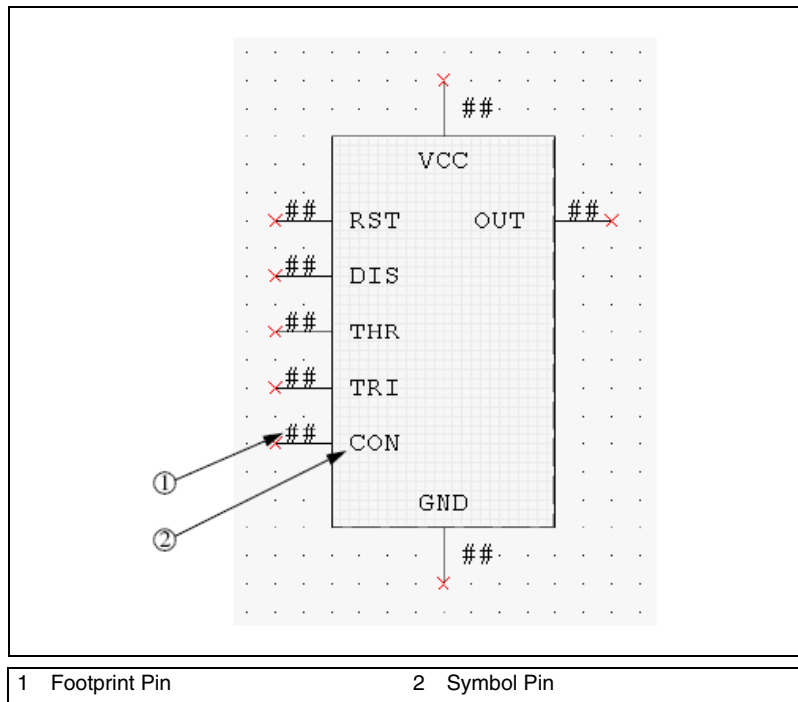 ##
VCC
## RST OUT ##
## DIS
## THR
## TRI
## CON
1
GND
2
##
1 Footprint Pin 2 Symbol Pin